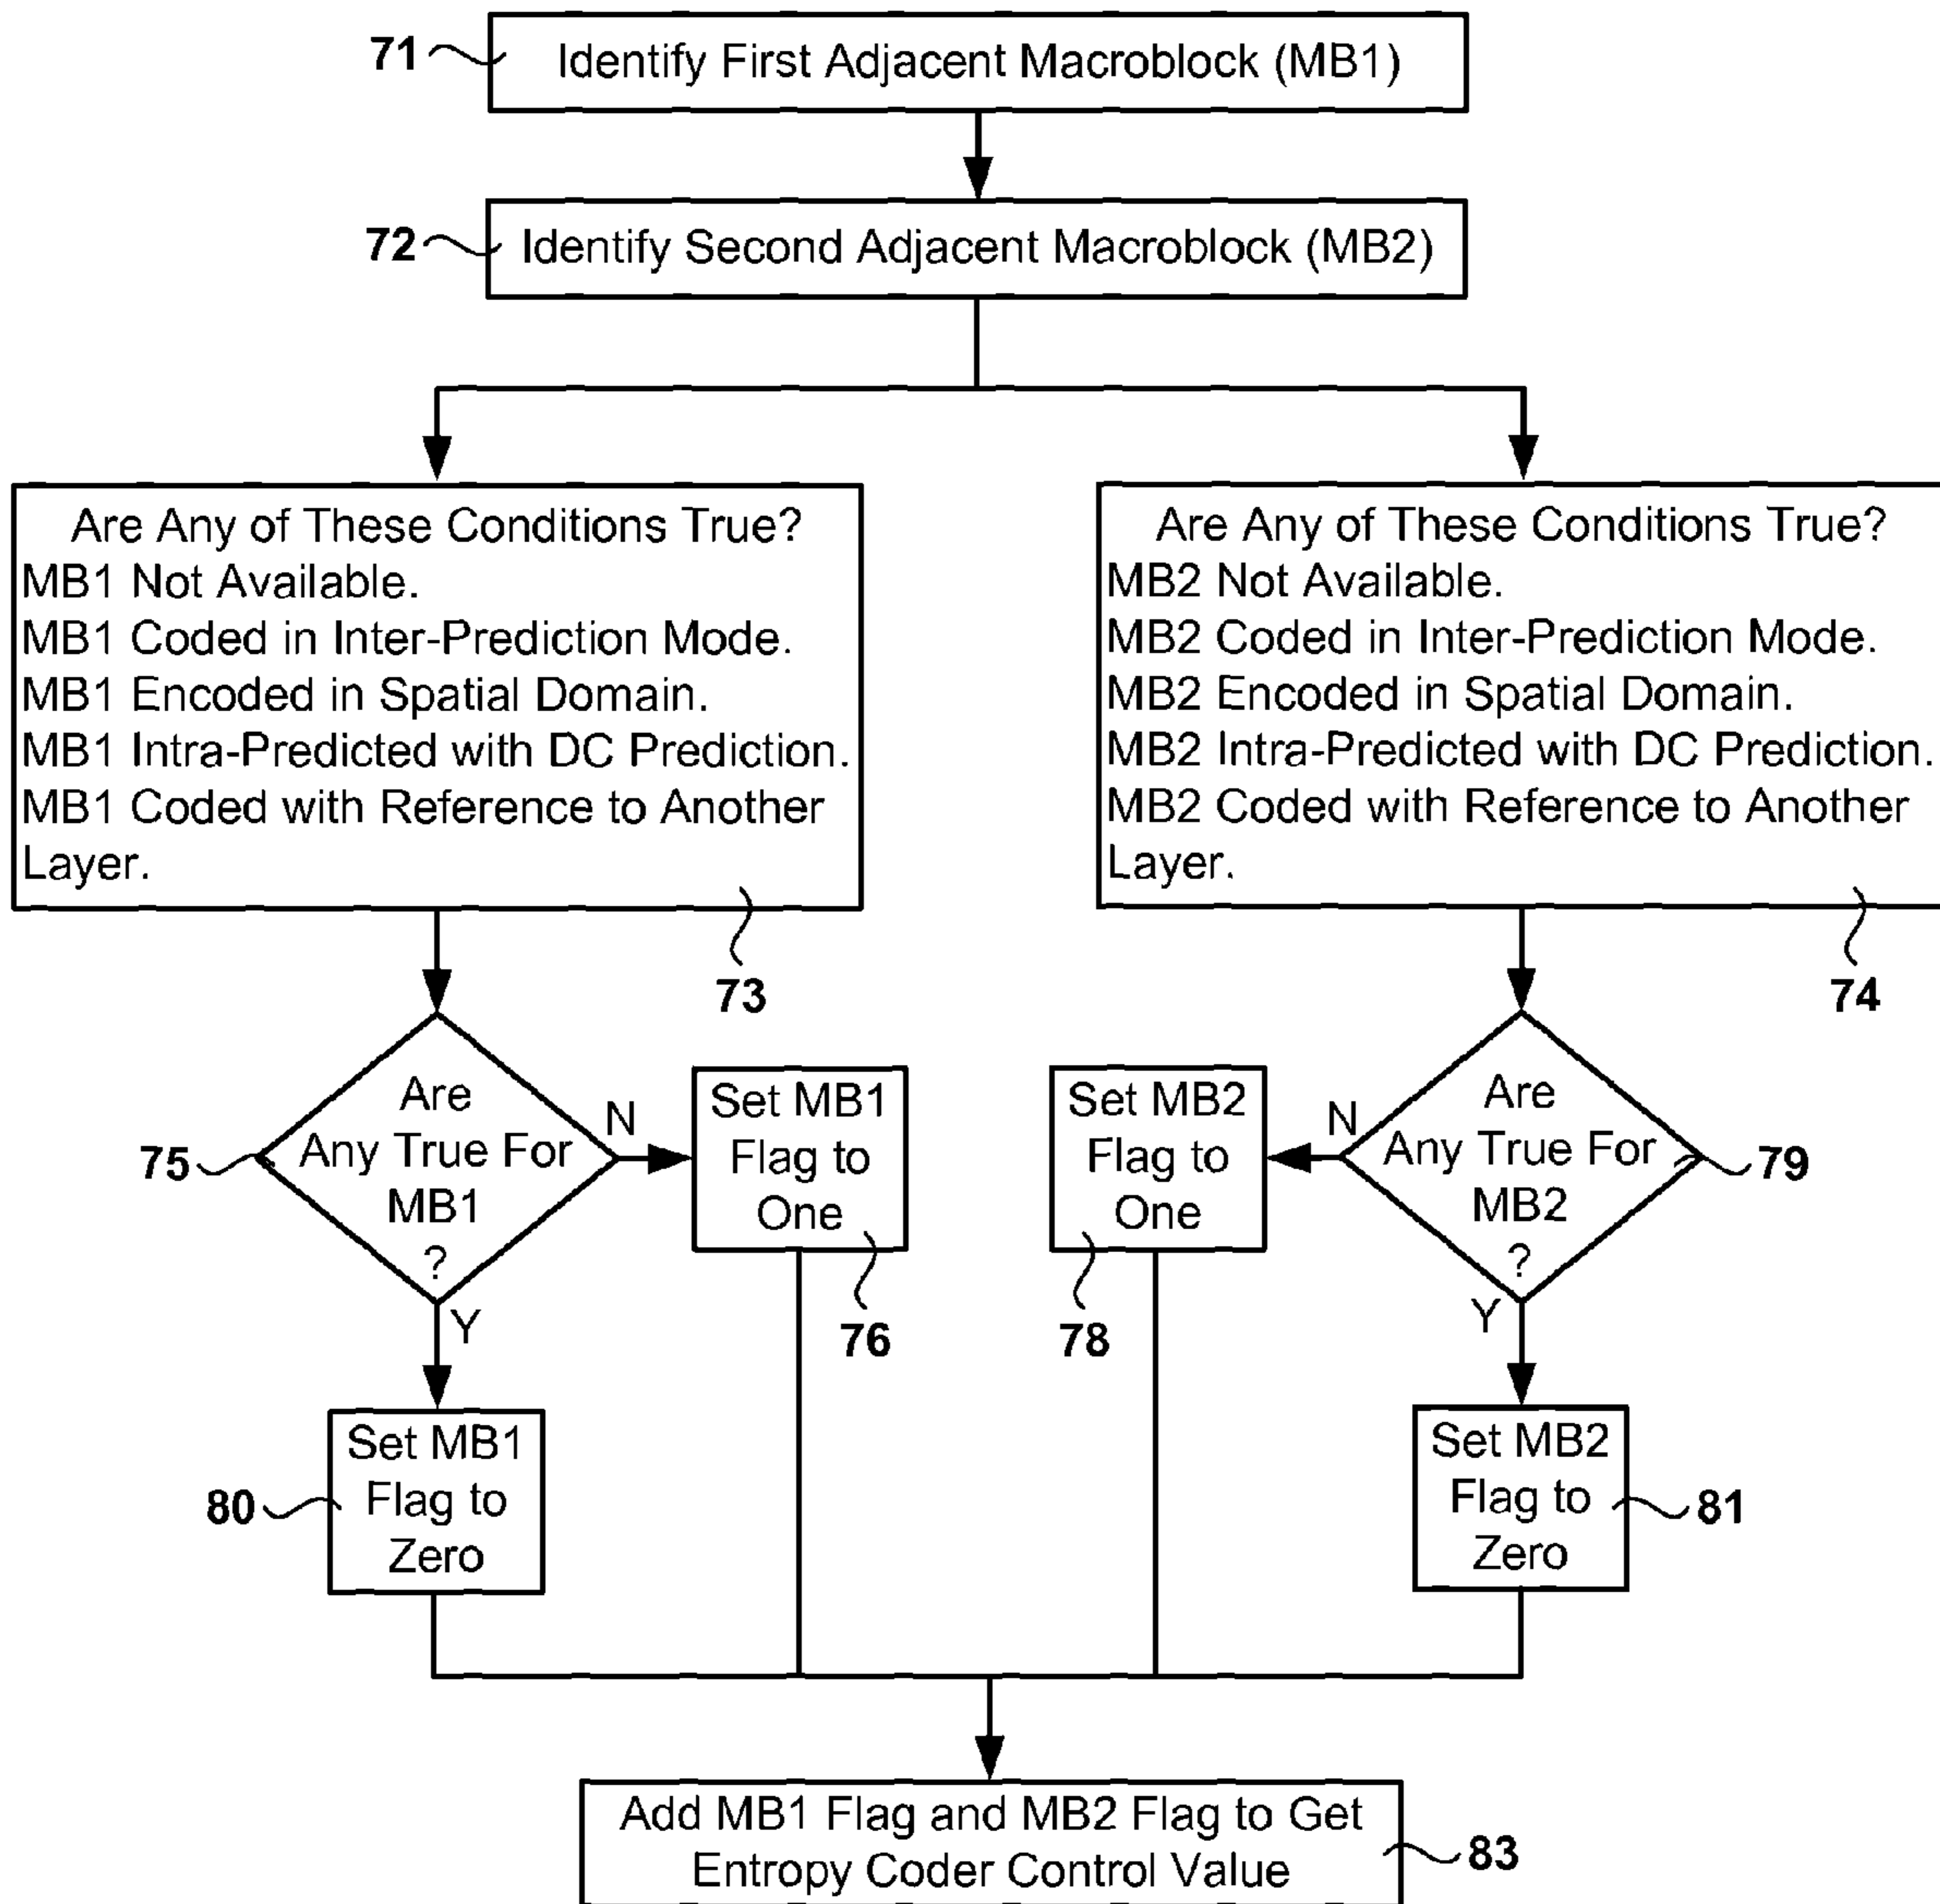 71
Identify First Adjacent Macroblock (MB1)
72
Identify Second Adjacent Macroblock (MB2)
Are Any of These Conditions True?
MB1 Not Available.
MB1 Coded in Inter-Prediction Mode.
MB1 Encoded in Spatial Domain.
MB1 Intra-Predicted with DC Prediction.
MB1 Coded with Reference to Another
Layer.
73
Are Any of These Conditions True?
MB2 Not Available.
MB2 Coded in Inter-Prediction Mode.
MB2 Encoded in Spatial Domain.
MB2 Intra-Predicted with DC Prediction.
MB2 Coded with Reference to Another
Layer.
74
75
Are
Any True For
MB1
?
N
Y
Set MB1
Flag to
One
76
Set MB2
Flag to
One
78
N
Are
Any True For
MB2
?
79
Y
80
Set MB1
Flag to
Zero
Set MB2
Flag to
Zero
81
Add MB1 Flag and MB2 Flag to Get
Entropy Coder Control Value
83